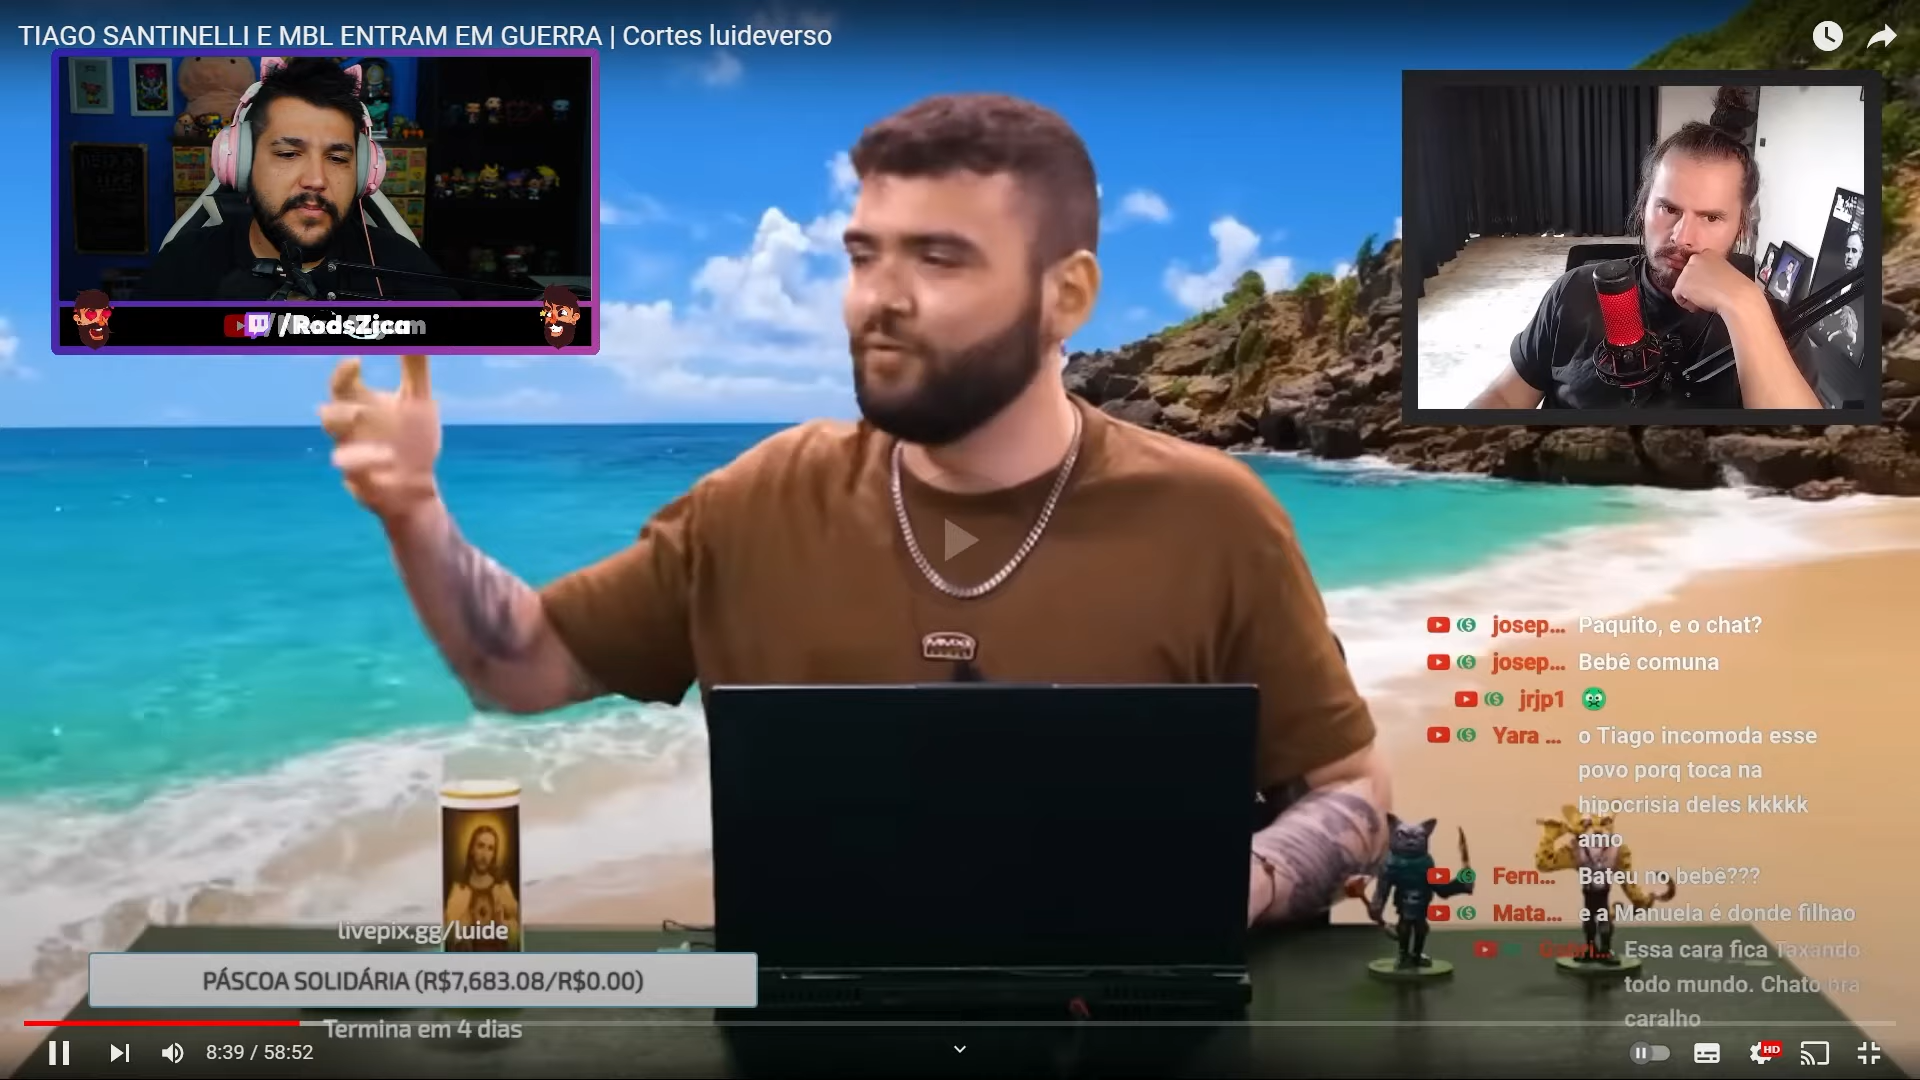 TIAGO SANTINELLI E MBL ENTRAM EM GUERRA | Cortes luideverso
/RodsZica
josep... Paquito, e o chat?
josep... Bebê comuna
jrjp1
Yara ... o Tiago incomoda esse
povo porq toca na
hipocrisia deles kkkkk
amo
Fern... Bateu no bebê???
Mata... e a Manuela é donde filhao
Essa cara fica Taxando
todo mundo. Chato bra
caralho
livepix.gg/luide
PÁSCOA SOLIDÁRIA (R$7,683.08/R$0.00)
Termina em 4 dias
8:39 / 58:52
HD